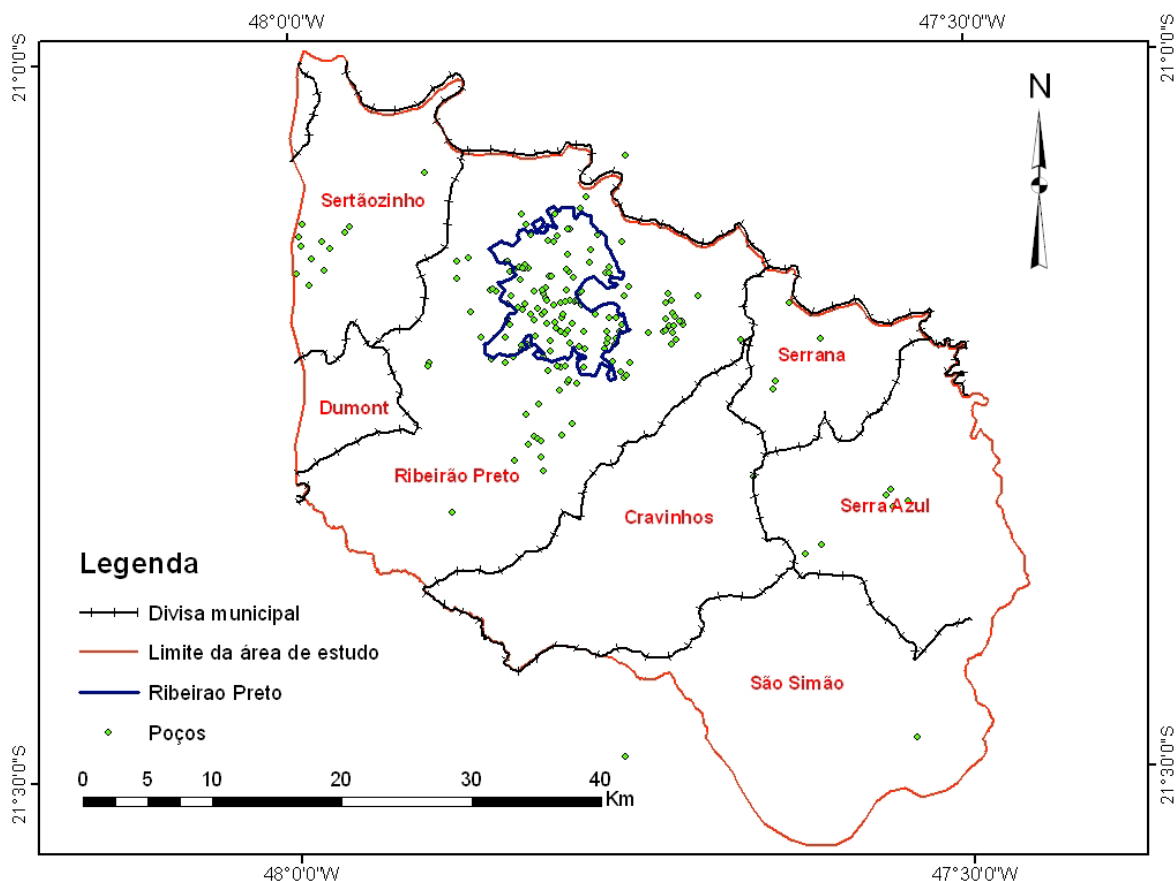 48°0'0"W
47°30'0"W
21°0'0"S
21°0'0"S
N
Sertãozinho
Serrana
Dumont
Ribeirão Preto
Serra Azul
Cravinhos
Legenda
Divisa municipal
Limite da área de estudo
São Simão
Ribeirao Preto
Poços
21°30'0"S
21°30'0"S
0 5 10 20 30 40
Km
48°0'0"W
47°30'0"W